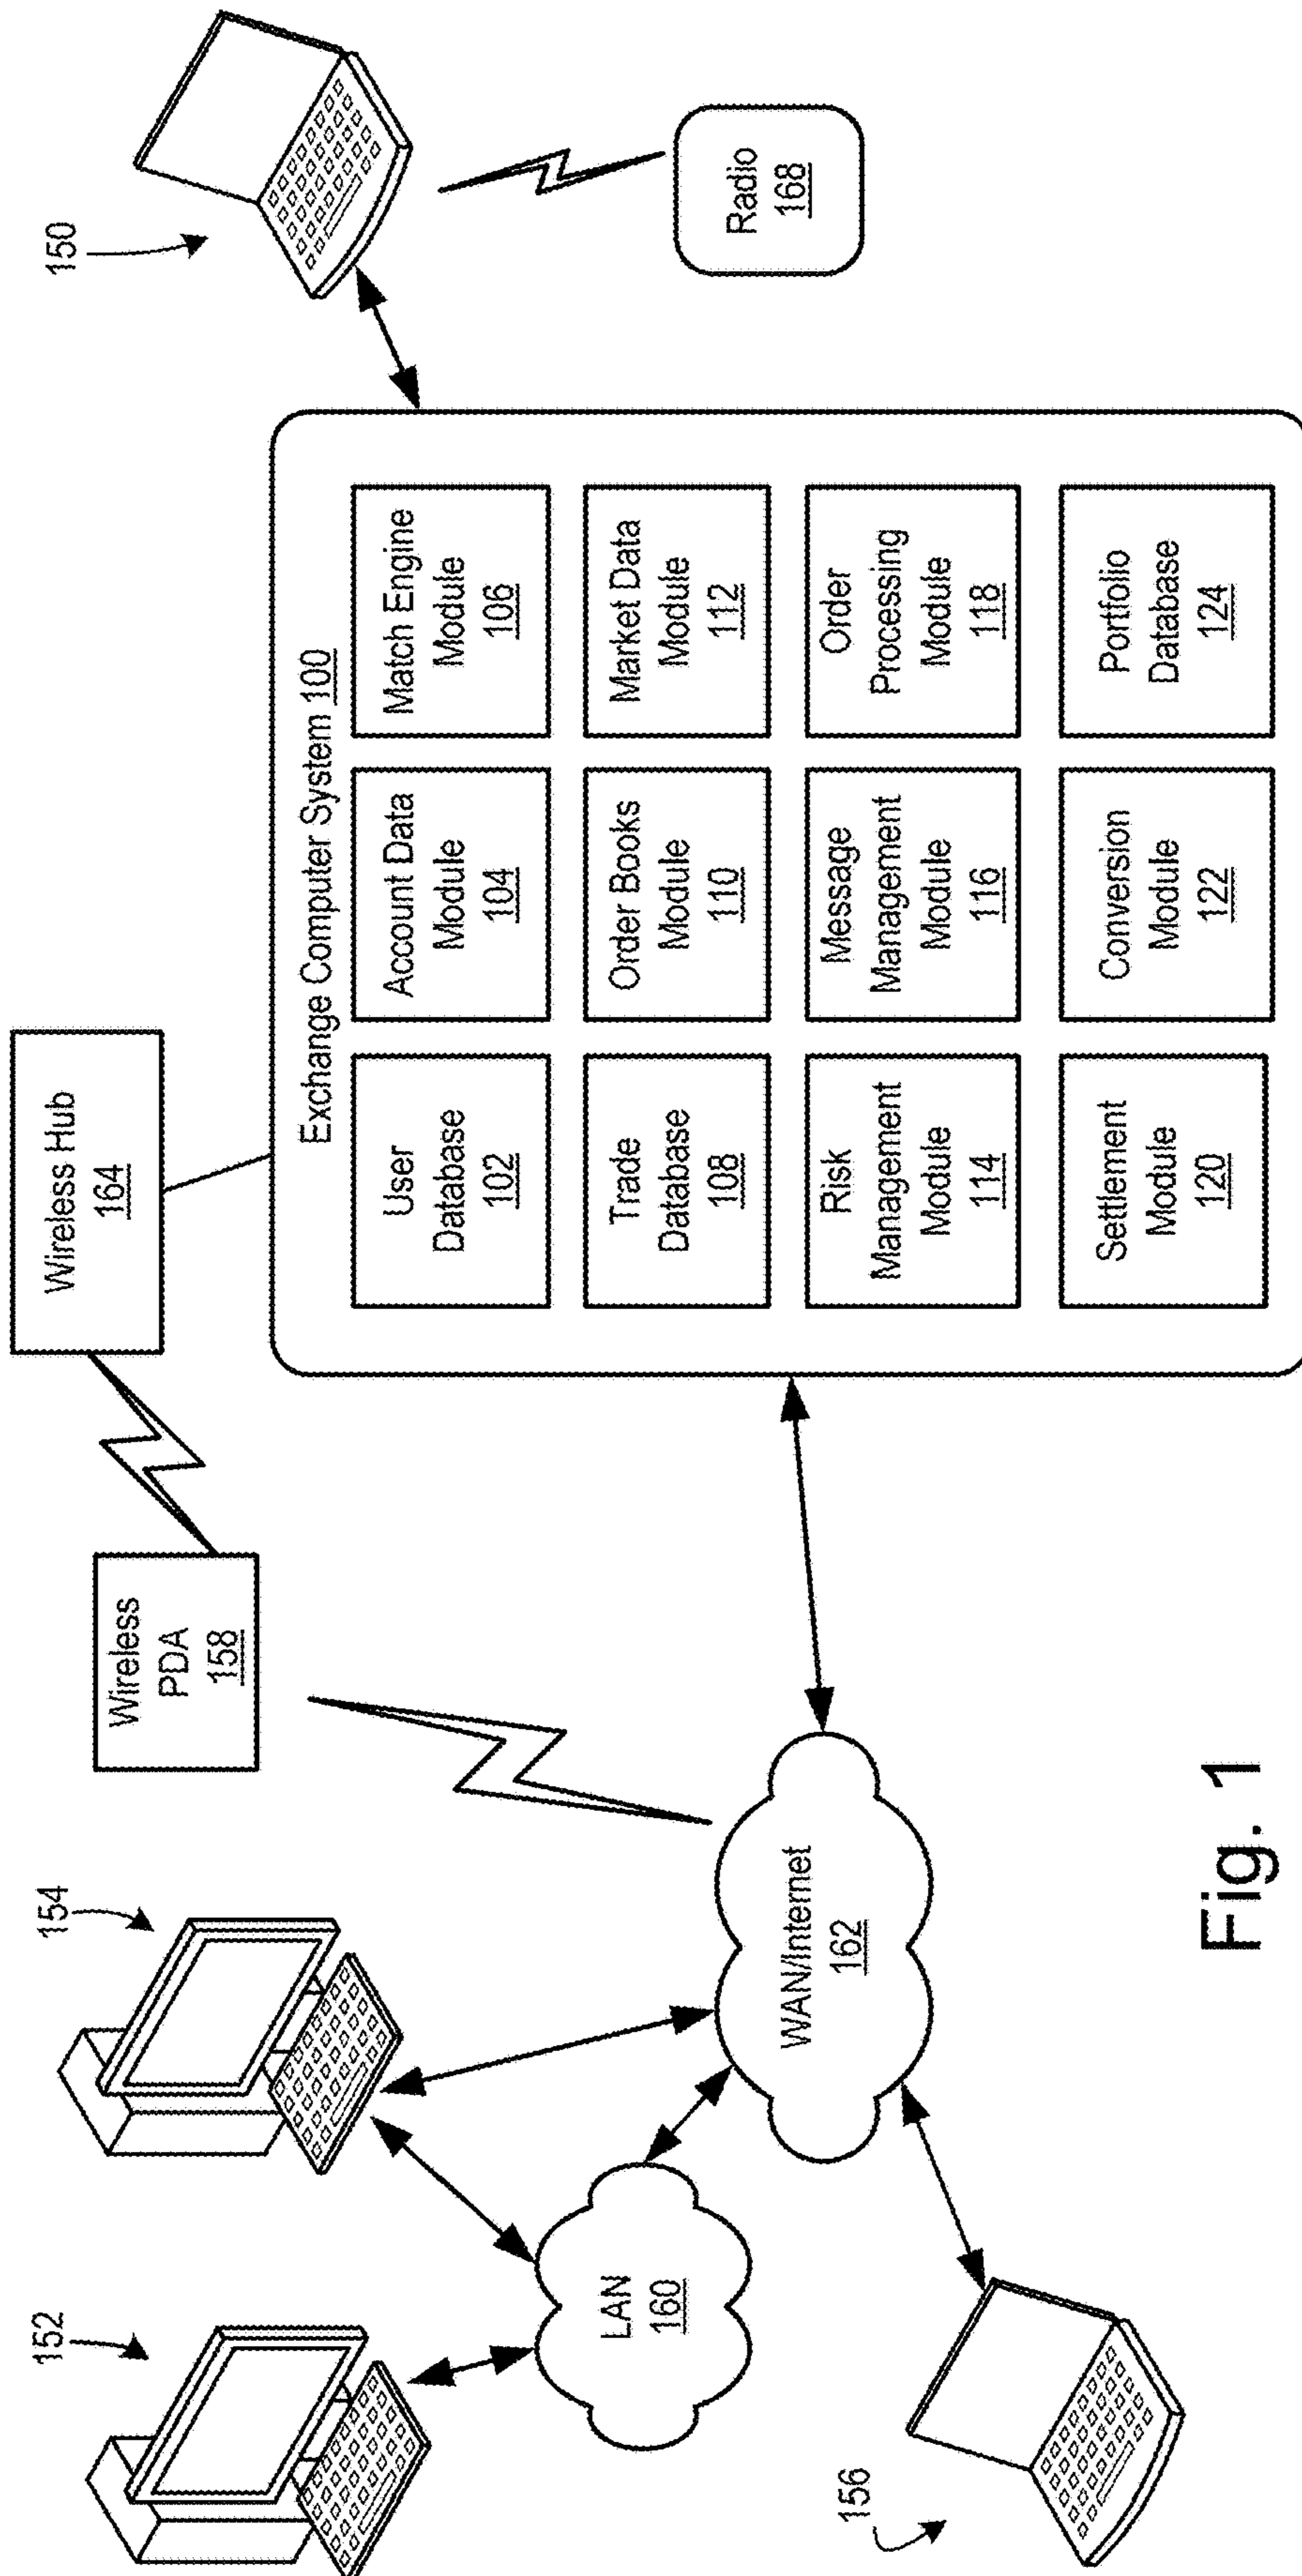 152
154
Wireless
PDA
158
Wireless Hub
164
150
Exchange Computer System 100
User
Database
102
Account Data
Module
104
Match Engine
Module
106
Trade
Database
108
Order Books
Module
110
Market Data
Module
112
Risk
Management
Module
114
Message
Management
Module
116
Order
Processing
Module
118
Settlement
Module
120
Conversion
Module
122
Portfolio
Database
124
LAN
160
WAN/Internet
162
Radio
168
156
Fig. 1